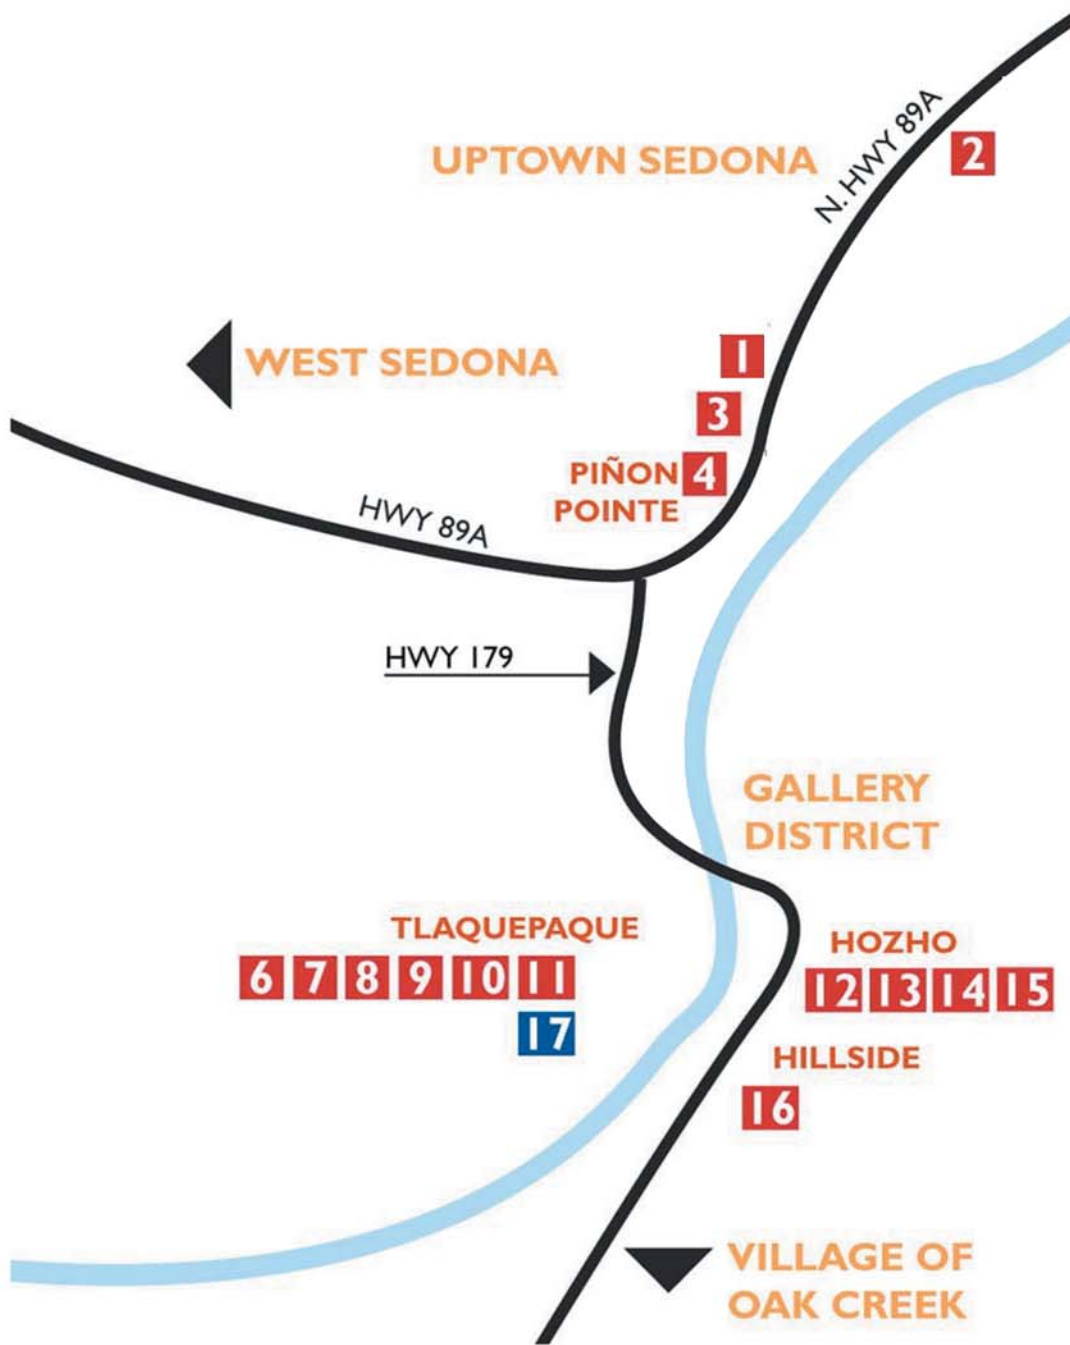 N. HWY 89A
2
UPTOWN SEDONA
1
WEST SEDONA
3
PIÑON 4
POINTE
HWY 89A
HWY 179
GALLERY
DISTRICT
TLAQUEPAQUE
6 7 8 9 10 11
17
HOZHO
12 13 14 15
HILLSIDE
16
VILLAGE OF
OAK CREEK